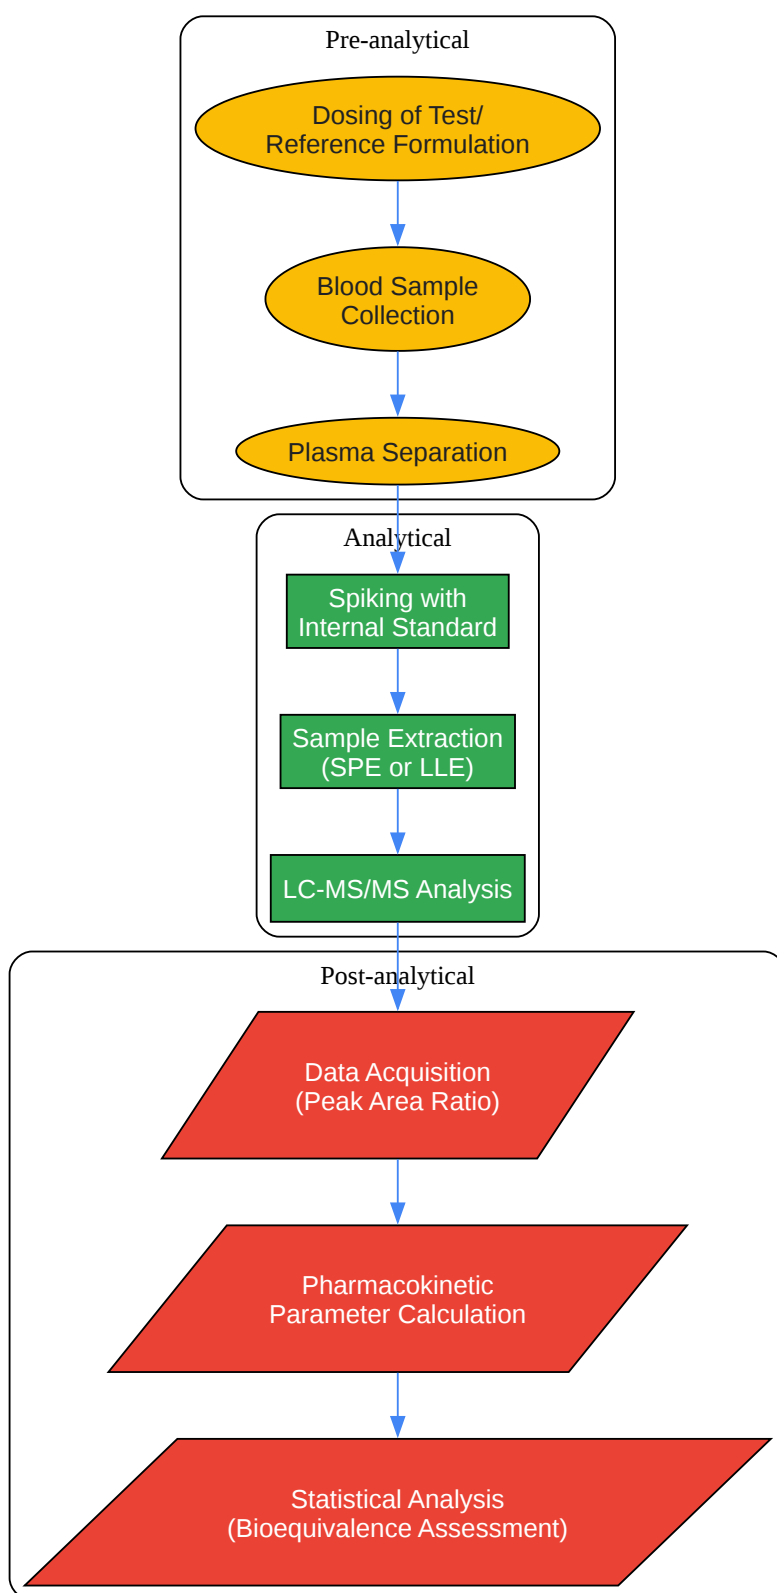 Pre-analytical
Dosing of Test/
Reference Formulation
Blood Sample
Collection
Plasma Separation
Analytical
Spiking with
Internal Standard
Sample Extraction
(SPE or LLE)
LC-MS/MS Analysis
Post-analytical
Data Acquisition
(Peak Area Ratio)
Pharmacokinetic
Parameter Calculation
Statistical Analysis
(Bioequivalence Assessment)